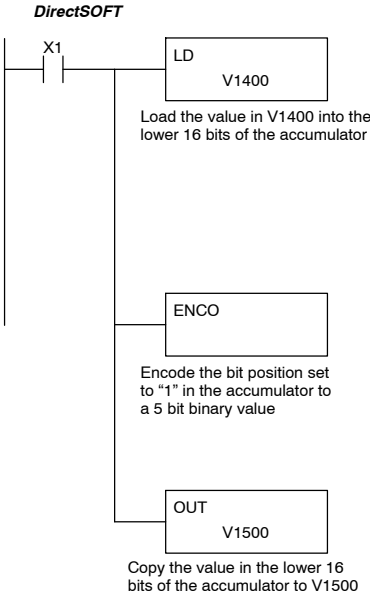 DirectSOFT
X1
LD
V1400
Load the value in V1400 into the
lower 16 bits of the accumulator
ENCO
Encode the bit position set
to “1” in the accumulator to
a 5 bit binary value
OUT
V1500
Copy the value in the lower 16
bits of the accumulator to V1500